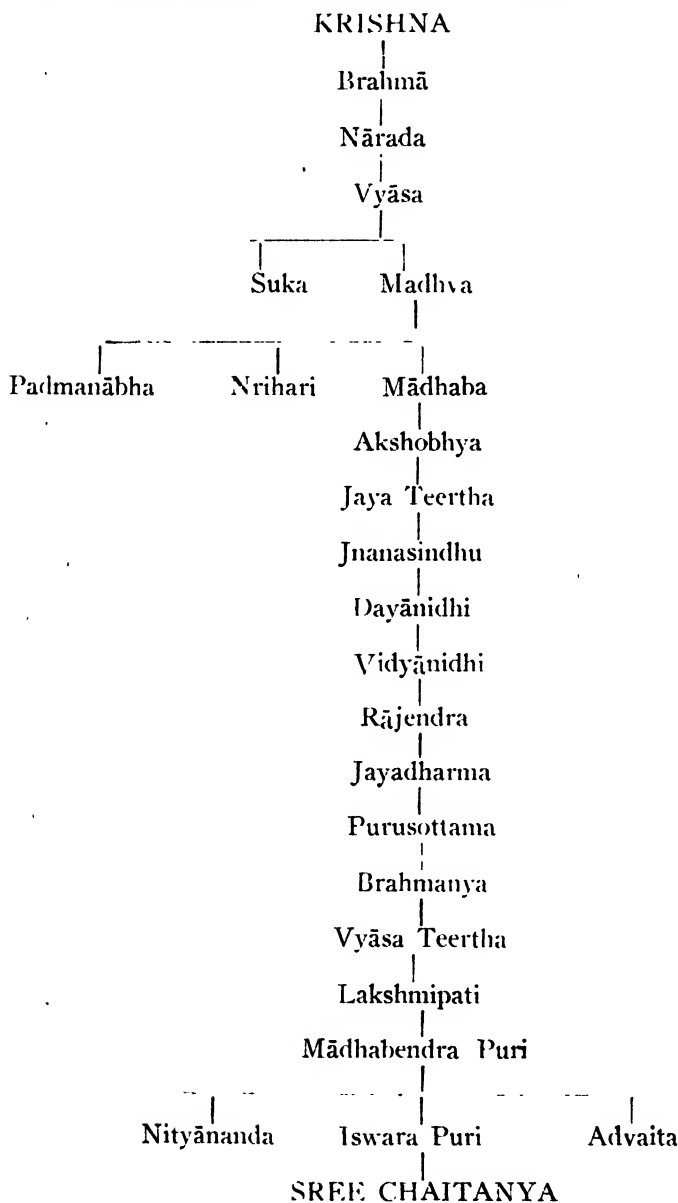 KRISHNA
Brahmā
Nārada
Vyāsa
Suka Madhva
Padmanābha Nrihari Mādhaba
Akshobhya
Jaya Teertha
Jnanasindhu
Dayānidhi
Vidyānidhi
Rājendra
Jayadharma
Purusottama
Brahmanya
Vyāsa Teertha
Lakshmipati
Mādhabendra Puri
Nityānanda Iswara Puri Advaita
SREE CHAITANYA